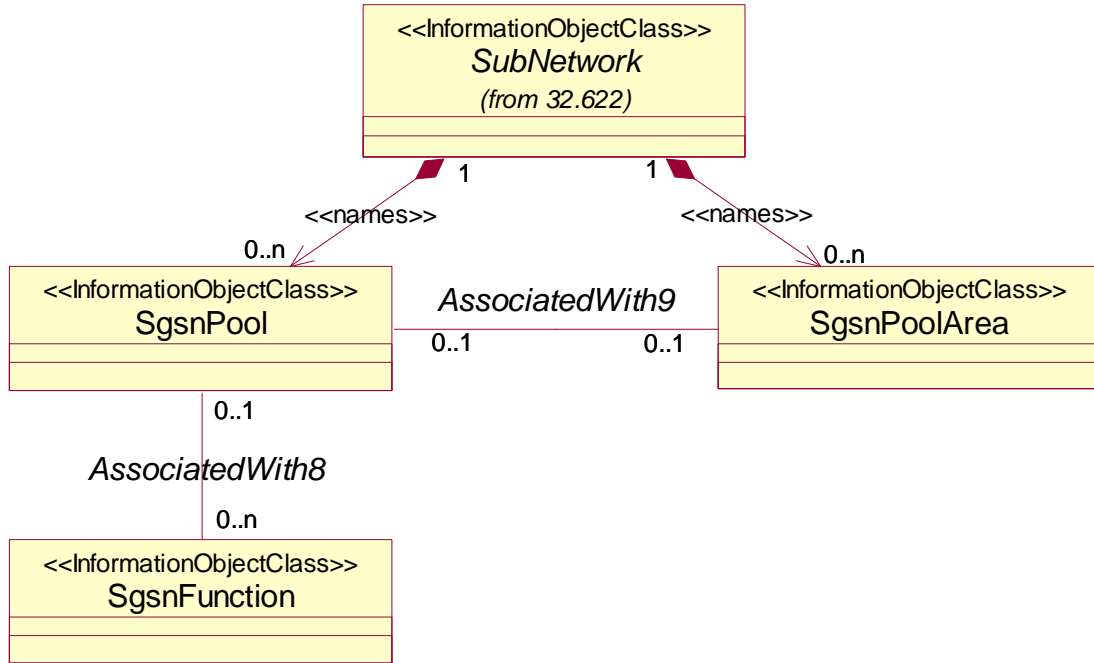 <<InformationObjectClass>>
SubNetwork
(from 32.622)
1
1
<<names>>
<<names>>
0..n
0..n
<<InformationObjectClass>>
SgsnPool
AssociatedWith9
0..1
0..1
<<InformationObjectClass>>
SgsnPoolArea
0..1
AssociatedWith8
0..n
<<InformationObjectClass>>
SgsnFunction